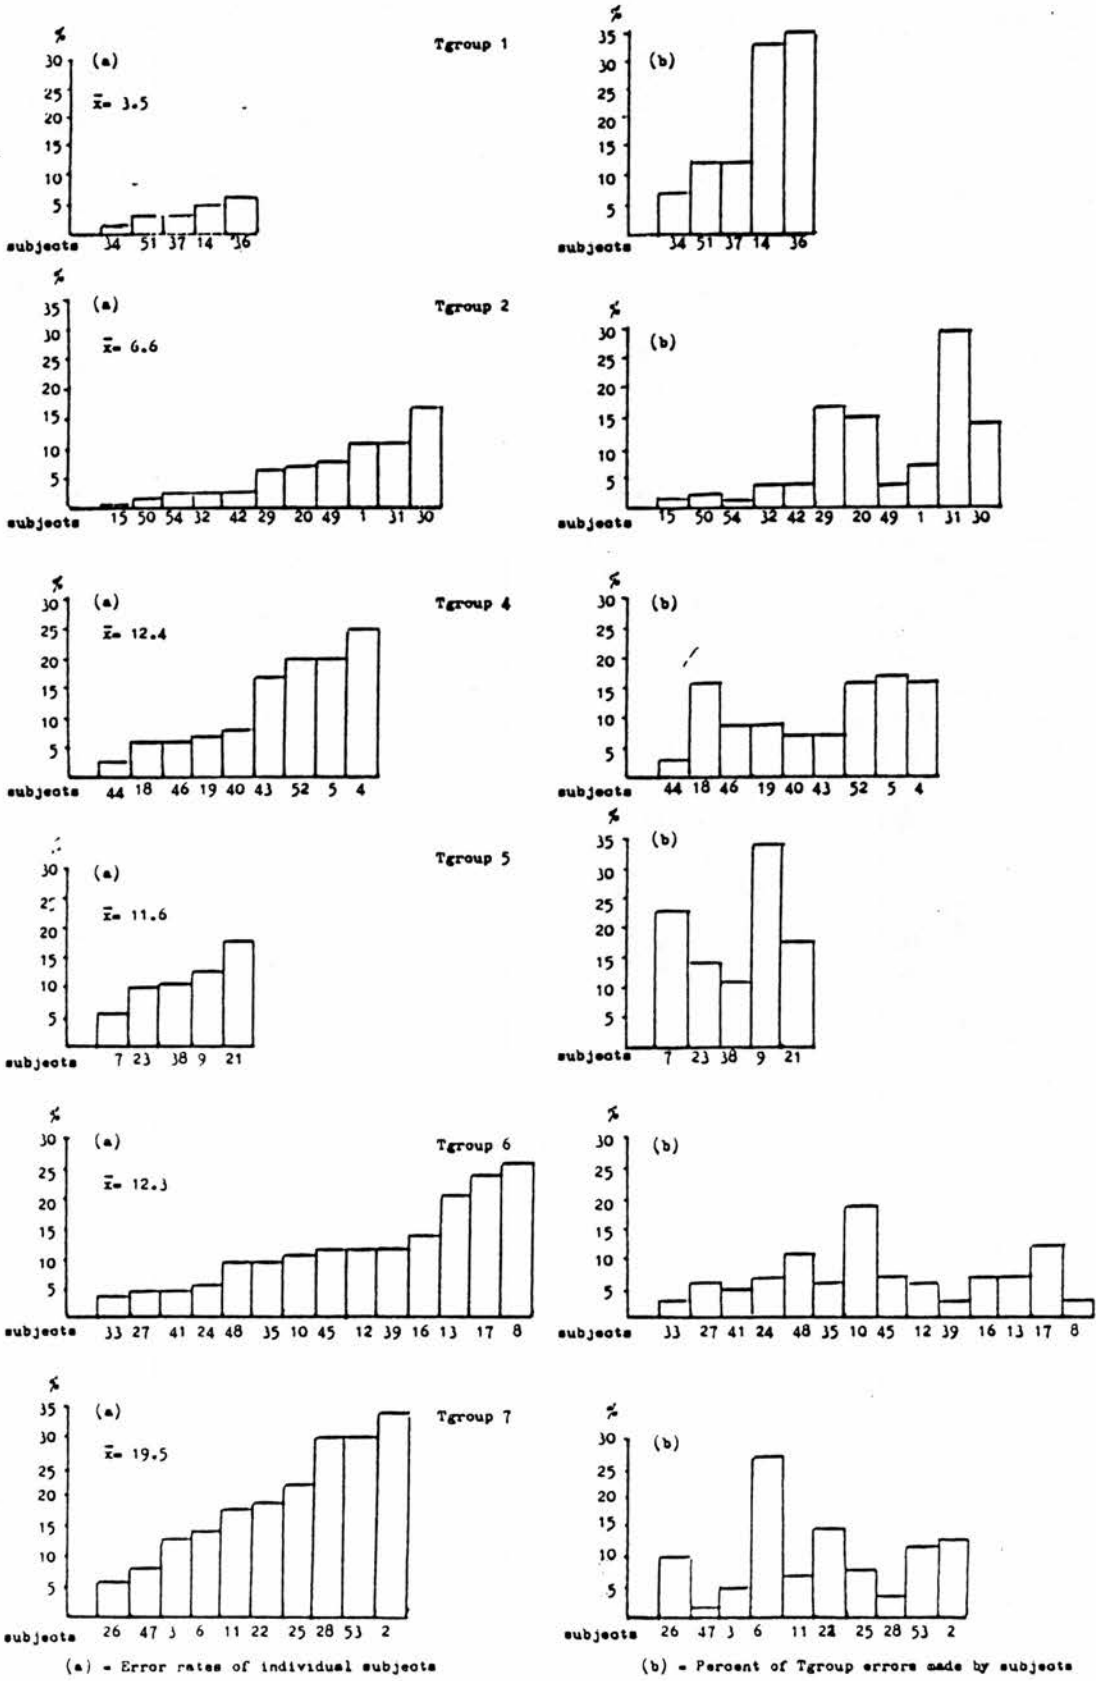 %
(a)
Tgroup 1
x̄= 3.5
30
25
20
15
10
5
subjects 34 51 37 14 36
%
(b)
35
30
25
20
15
10
5
subjects 34 51 37 14 36
%
(a)
Tgroup 2
x̄= 6.6
35
30
25
20
15
10
5
subjects 15 50 54 32 42 29 20 49 1 31 30
%
(b)
30
25
20
15
10
5
subjects 15 50 54 32 42 29 20 49 1 31 30
%
(a)
Tgroup 4
x̄= 12.4
30
25
20
15
10
5
subjects 44 18 46 19 40 43 52 5 4
%
(b)
30
25
20
15
10
5
subjects 44 18 46 19 40 43 52 5 4
(a)
Tgroup 5
x̄= 11.6
30
20
15
10
5
subjects 7 23 38 9 21
%
(b)
35
30
25
20
15
10
5
subjects 7 23 38 9 21
%
(a)
Tgroup 6
x̄= 12.3
30
25
20
15
10
5
subjects 33 27 41 24 48 35 10 45 12 39 16 13 17 8
%
(b)
30
25
20
15
10
5
subjects 33 27 41 24 48 35 10 45 12 39 16 13 17 8
%
(a)
Tgroup 7
x̄= 19.5
35
30
25
20
15
10
5
subjects 26 47 3 6 11 22 25 28 53 2
%
(b)
30
25
20
15
10
5
subjects 26 47 3 6 11 22 25 28 53 2
(a) - Error rates of individual subjects
(b) - Percent of Tgroup errors made by subjects